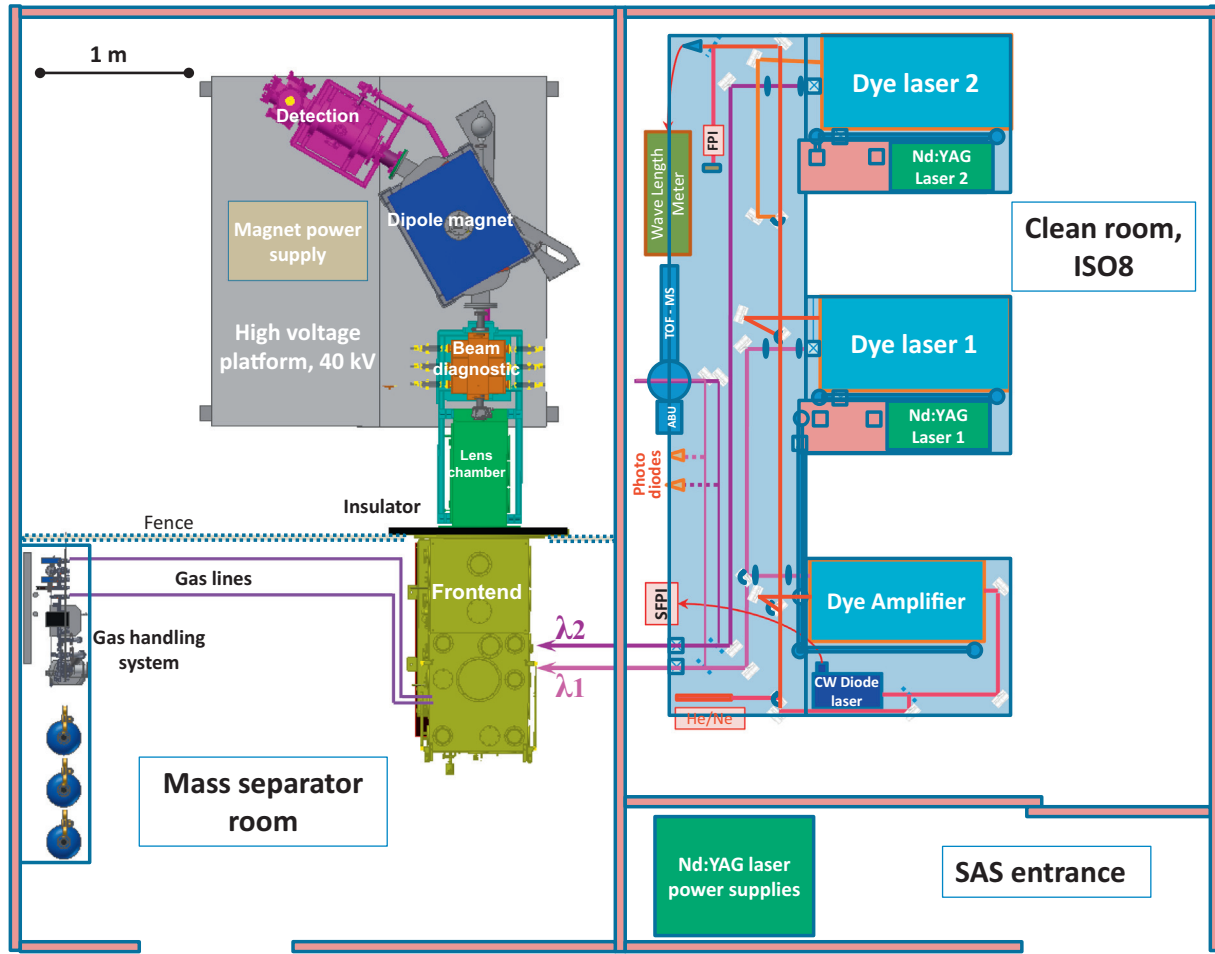 1 m
Detection
Dipole magnet
Magnet power
supply
High voltage
platform, 40 kV
Beam
diagnostic
Lens
chamber
Insulator
Fence
Gas lines
Gas handling
system
Frontend
λ2
λ1
Mass separator
room
Dye laser 2
Nd:YAG
Laser 2
FPI
Wave Length
Meter
Clean room,
ISO8
TOF - MS
ABU
Dye laser 1
Nd:YAG
Laser 1
Photo
diodes
SFPI
Dye Amplifier
CW Diode
laser
He/Ne
Nd:YAG laser
power supplies
SAS entrance